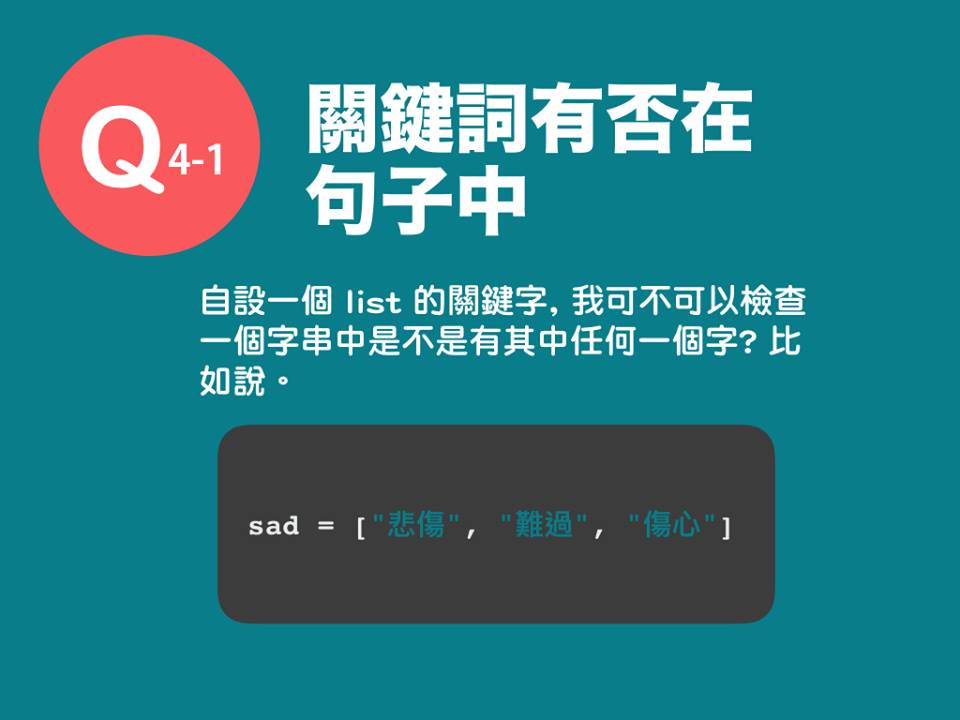 Q4-1
關鍵詞有否在
句子中
自設一個 list 的關鍵字, 我可不可以檢查
一個字串中是不是有其中任何一個字? 比
如說。
sad = ["悲傷", "難過", "傷心"]